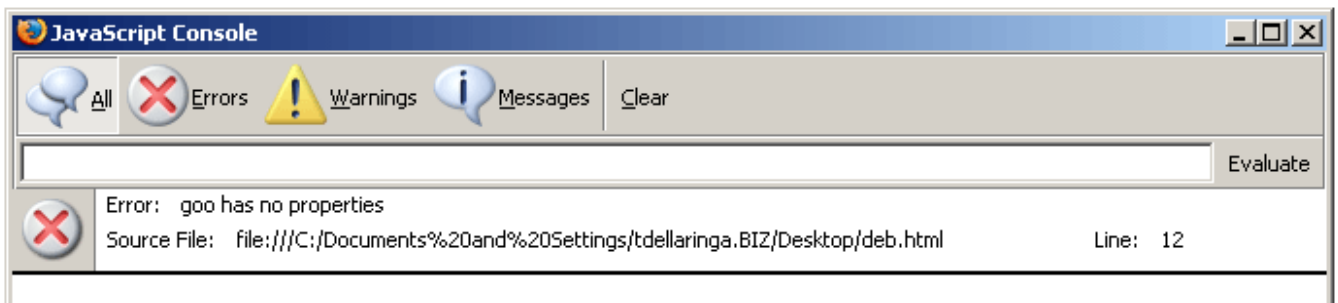 JavaScript Console
All Errors Warnings Messages Clear
Evaluate
Error: goo has no properties
Source File: file:///C:/Documents%20and%20Settings/tdellaringa.BIZ/Desktop/deb.html Line: 12